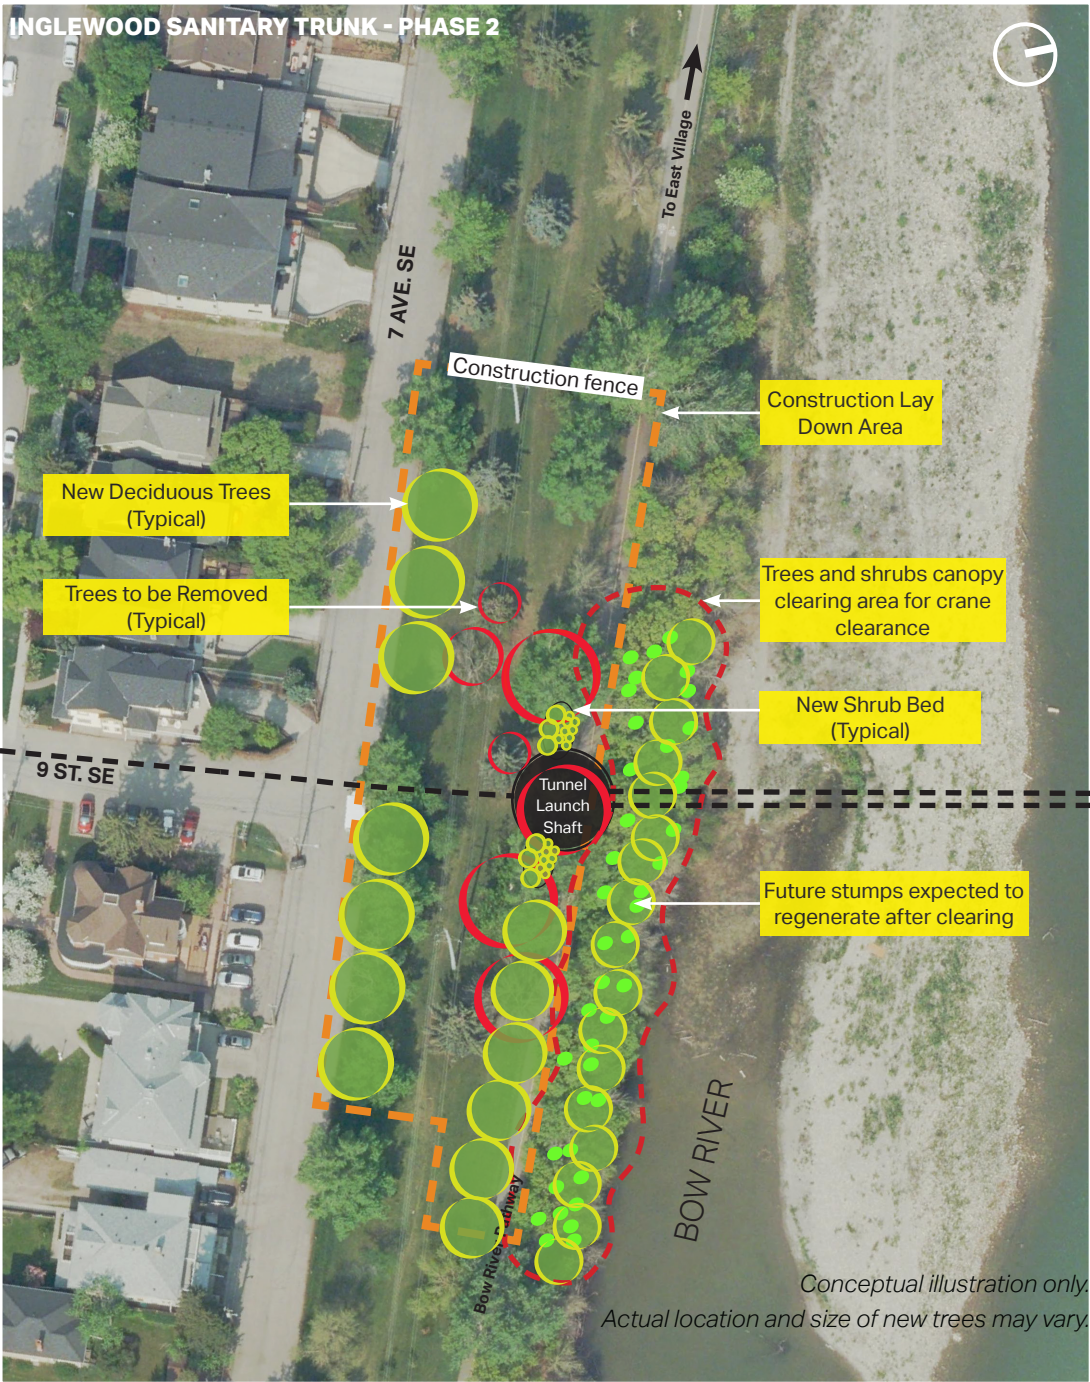 INGLEWOOD SANITARY TRUNK - PHASE 2
To East Village
7 AVE. SE
Construction fence
Construction Lay
Down Area
New Deciduous Trees
(Typical)
Trees to be Removed
(Typical)
Trees and shrubs canopy
clearing area for crane
clearance
New Shrub Bed
(Typical)
9 ST. SE
Tunnel
Launch
Shaft
Future stumps expected to
regenerate after clearing
BOW RIVER
Bow River Pathway
Conceptual illustration only.
Actual location and size of new trees may vary.